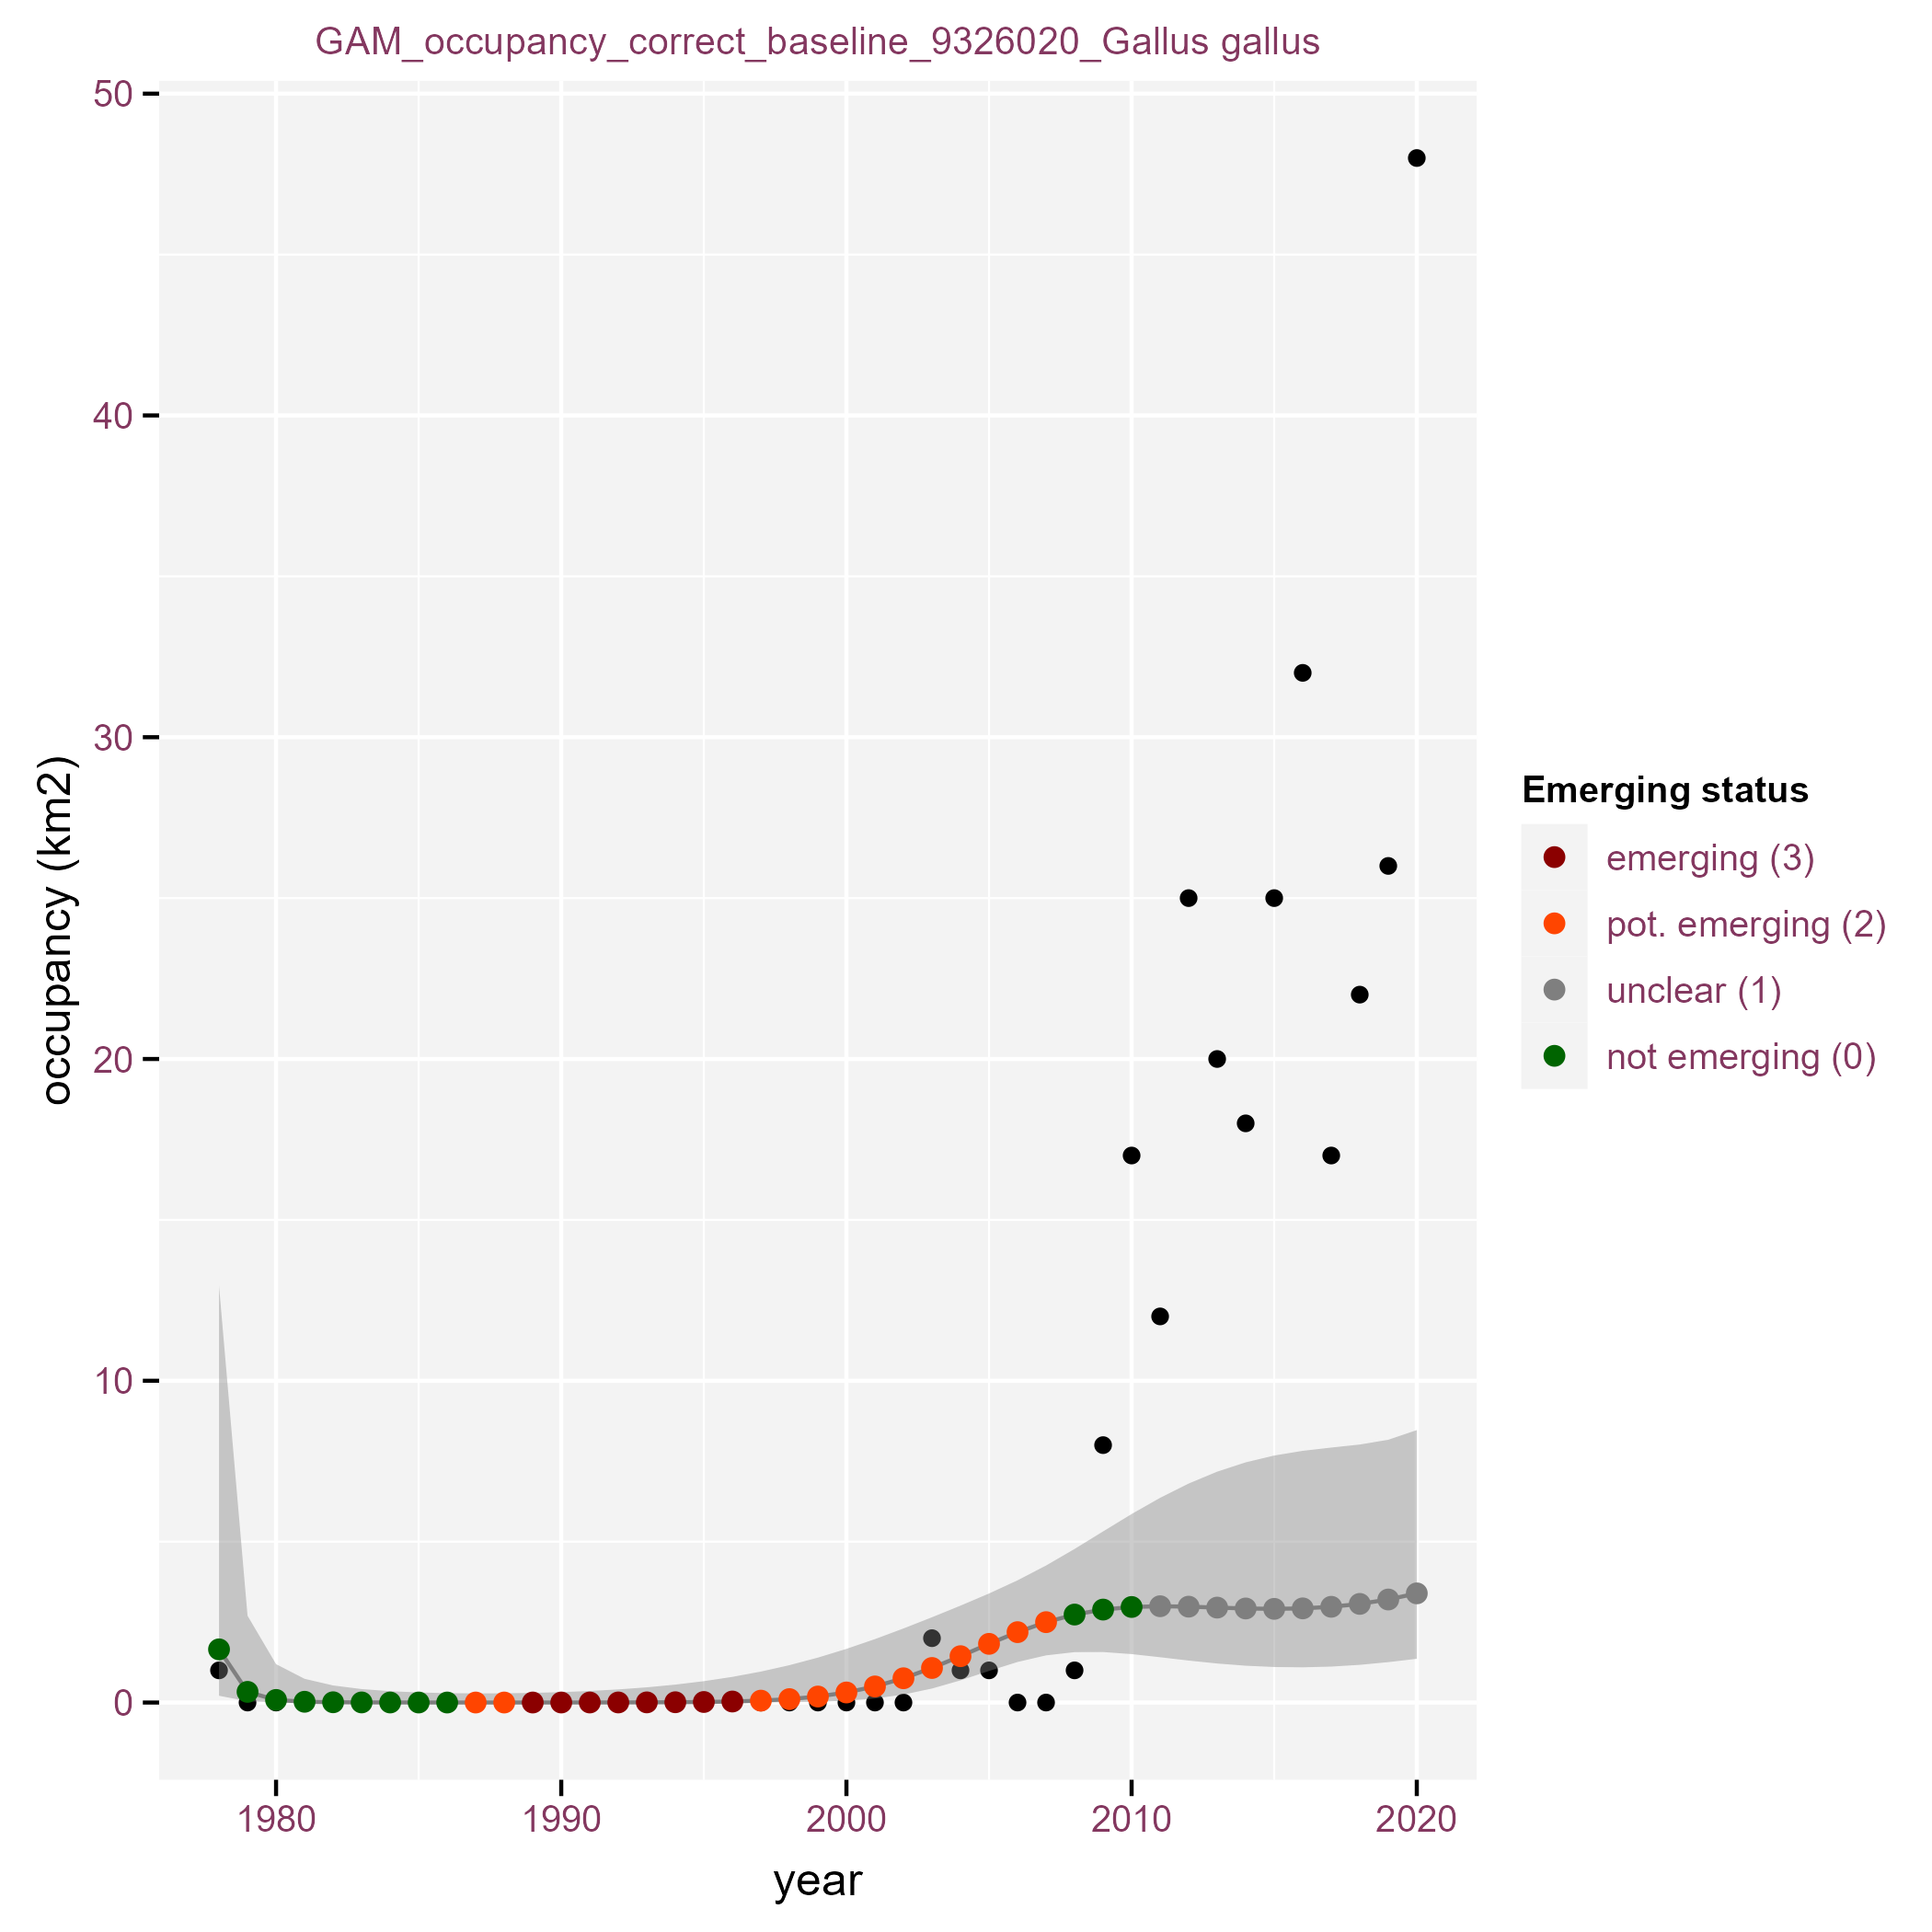 GAM_occupancy_correct_baseline_9326020_Gallus gallus
50
40
30
20
10
0
occupancy (km2)
1980 1990 2000 2010 2020
year
Emerging status
emerging (3)
pot. emerging (2)
unclear (1)
not emerging (0)